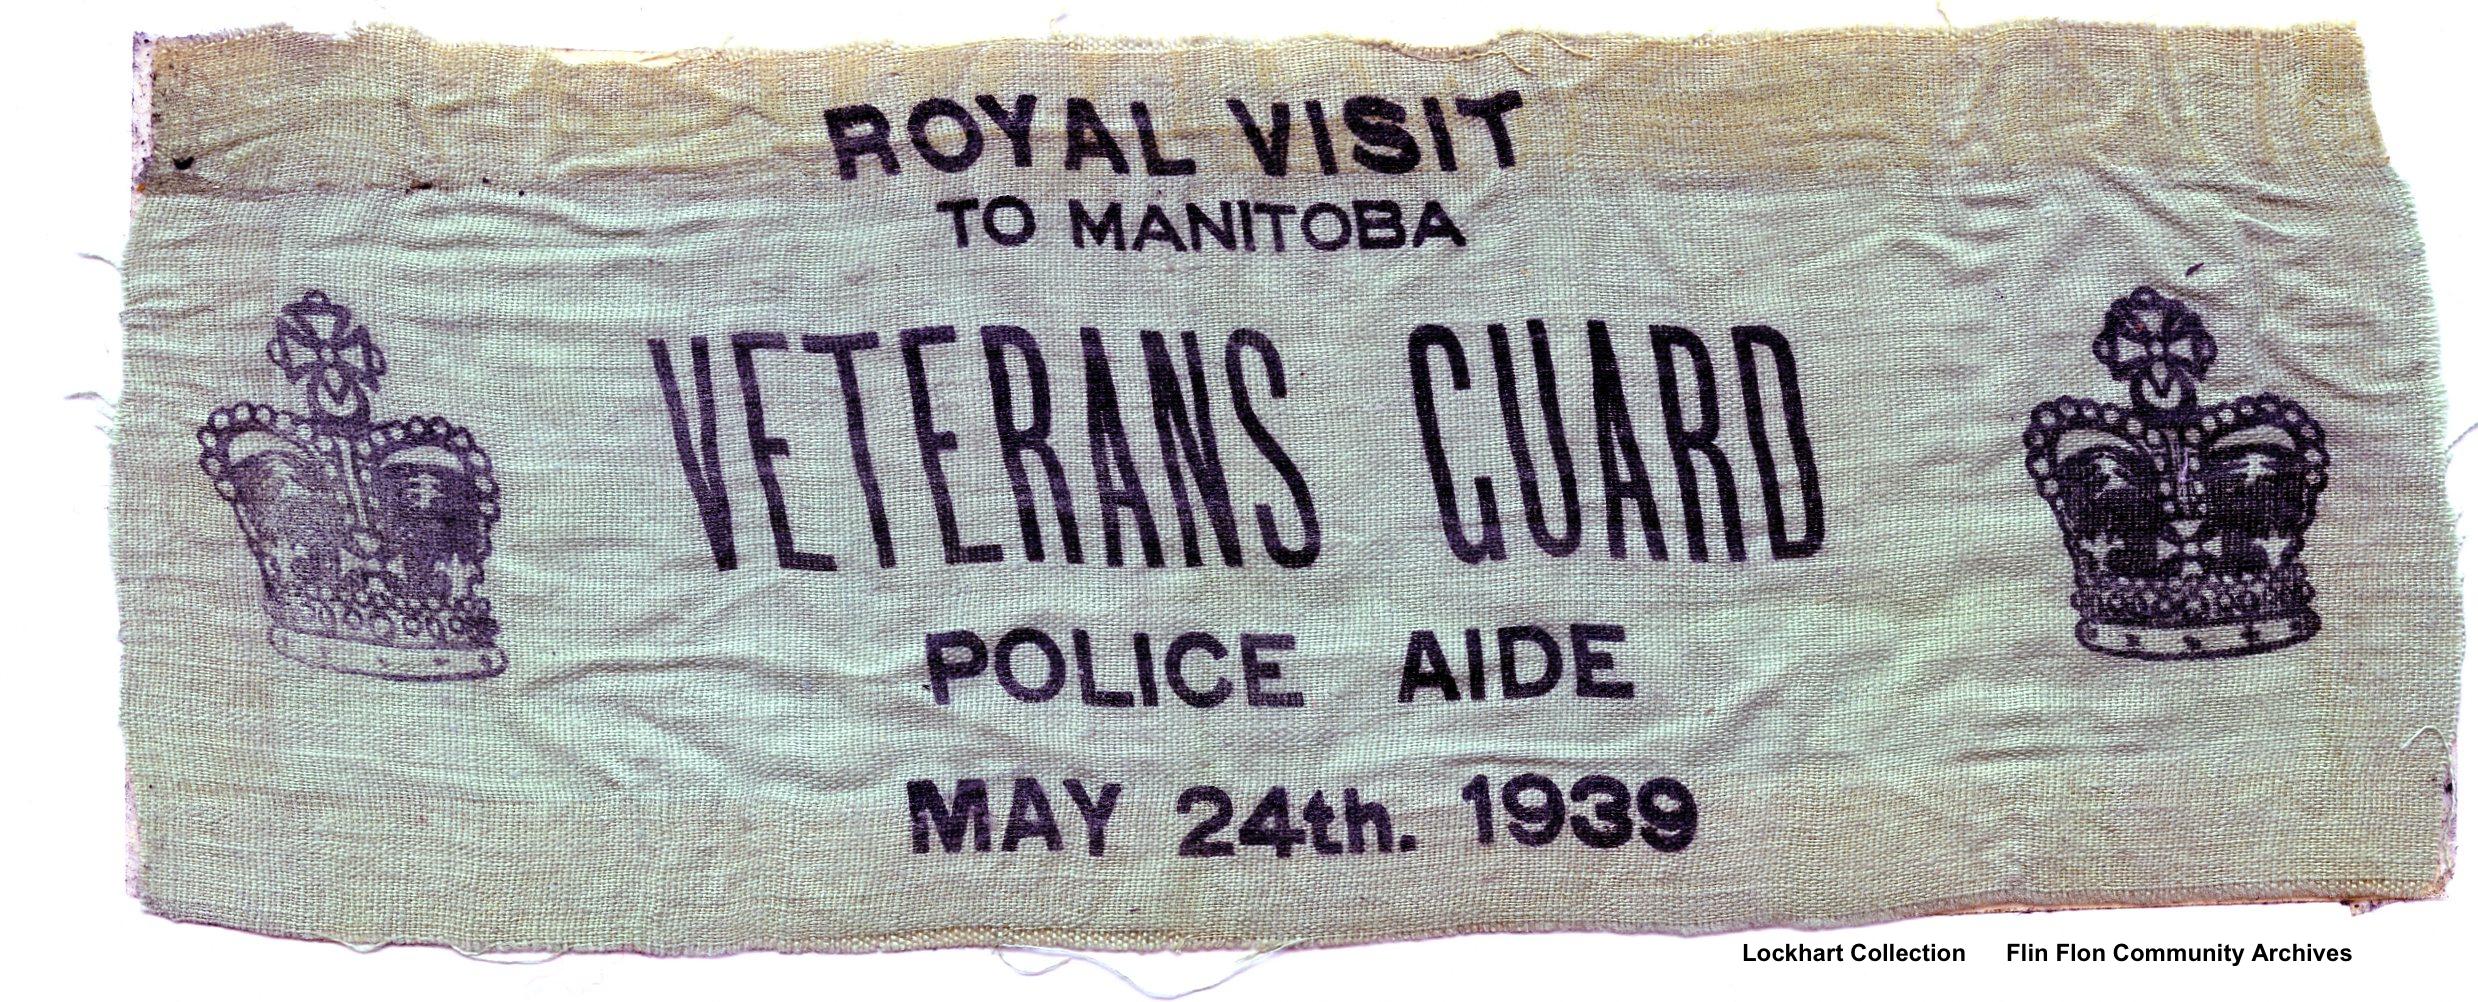 ROYAL VISIT
TO MANITOBA
VETERANS GUARD
POLICE AIDE
MAY 24th. 1939
Lockhart Collection Flin Flon Community Archives